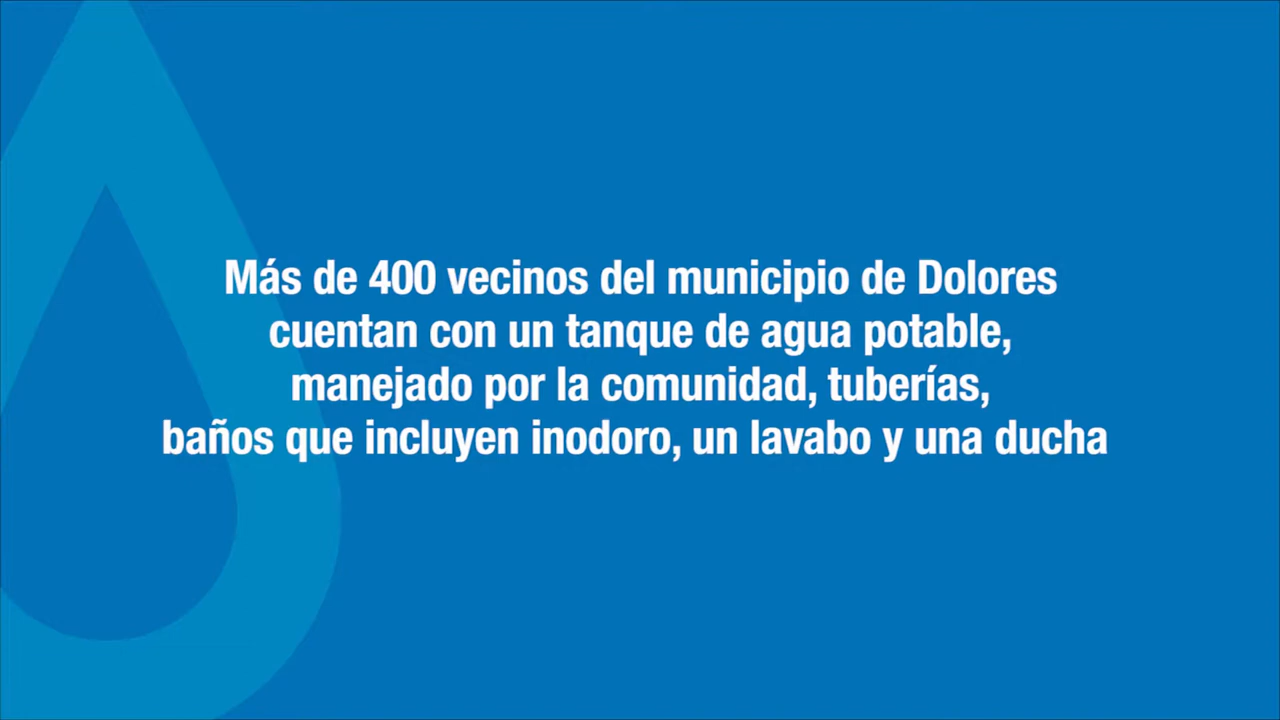 Más de 400 vecinos del municipio de Dolores
cuentan con un tanque de agua potable,
manejado por la comunidad, tuberías,
baños que incluyen inodoro, un lavabo y una ducha